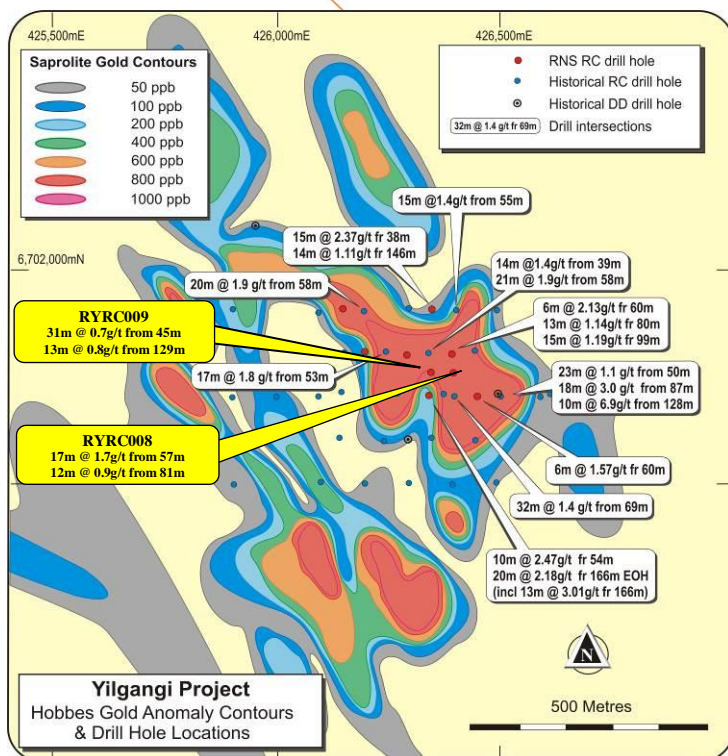 425,500mE
426,000mE
426,500mE
Saprolite Gold Contours
50 ppb
100 ppb
200 ppb
400 ppb
600 ppb
800 ppb
1000 ppb
RNS RC drill hole
Historical RC drill hole
Historical DD drill hole
32m @ 1.4 g/t fr 69m Drill intersections
15m @1.4g/t from 55m
15m @ 2.37g/t fr 38m
14m @ 1.11g/t fr 146m
6,702,000mN
14m @1.4g/t from 39m
21m @ 1.9g/t from 58m
20m @ 1.9 g/t from 58m
RYRC009
31m @ 0.7g/t from 45m
13m @ 0.8g/t from 129m
6m @ 2.13g/t fr 60m
13m @ 1.14g/t fr 80m
15m @ 1.19g/t fr 99m
17m @ 1.8 g/t from 53m
23m @ 1.1 g/t from 50m
18m @ 3.0 g/t from 87m
10m @ 6.9g/t from 128m
RYRC008
17m @ 1.7g/t from 57m
12m @ 0.9g/t from 81m
6m @ 1.57g/t fr 60m
32m @ 1.4 g/t from 69m
10m @ 2.47g/t fr 54m
20m @ 2.18g/t fr 166m EOH
(incl 13m @ 3.01g/t fr 166m)
N
Yilgangi Project
Hobbes Gold Anomaly Contours
& Drill Hole Locations
500 Metres